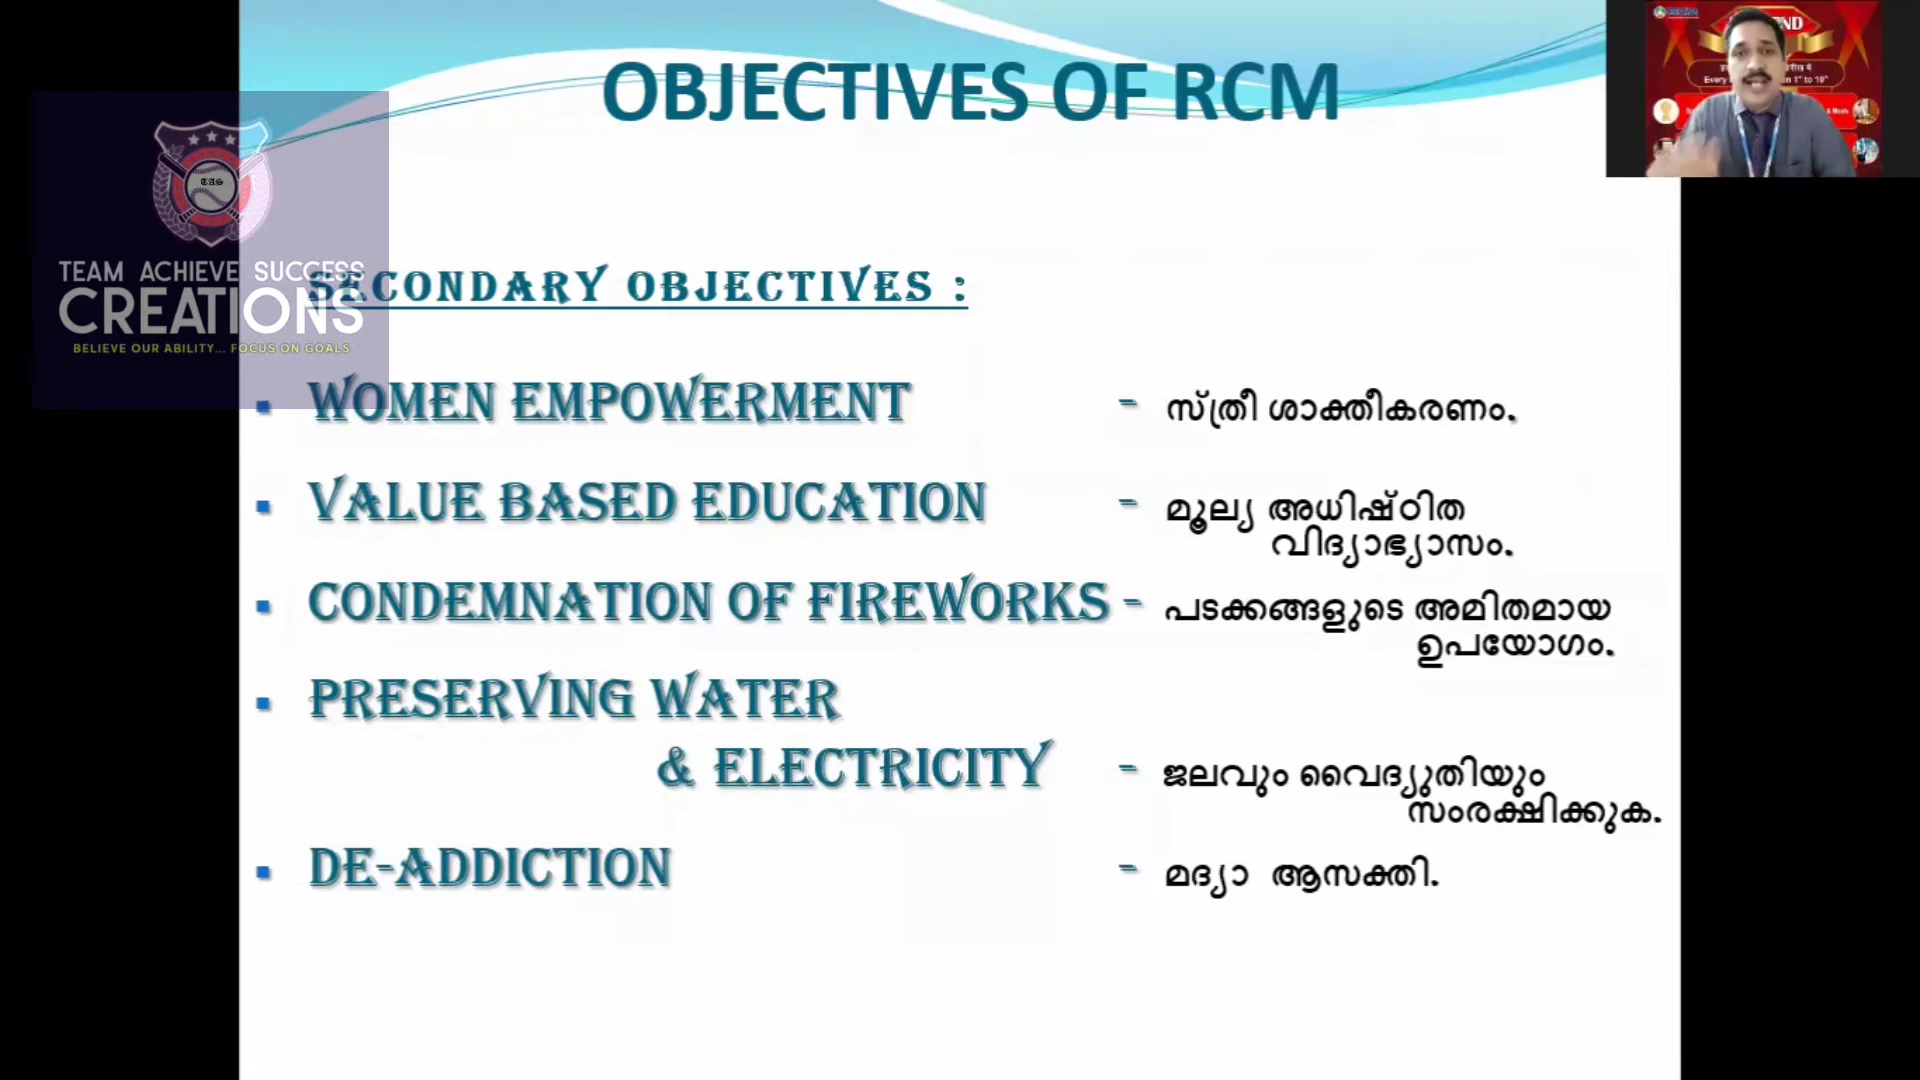 OBJECTIVES OF RCM
TAS
TEAM ACHIEVE SUCCESS
CREATIONS
BELIEVE OUR ABILITY... FOCUS ON GOALS
SECONDARY OBJECTIVES :
WOMEN EMPOWERMENT - സ്ത്രീ ശാക്തീകരണം.
VALUE BASED EDUCATION - മൂല്യ അധിഷ്ഠിത
വിദ്യാഭ്യാസം.
CONDEMNATION OF FIREWORKS - പടക്കങ്ങളുടെ അമിതമായ
ഉപയോഗം.
PRESERVING WATER
& ELECTRICITY - ജലവും വൈദ്യുതിയും
സംരക്ഷിക്കുക.
DE-ADDICTION - മദ്യാ ആസക്തി.